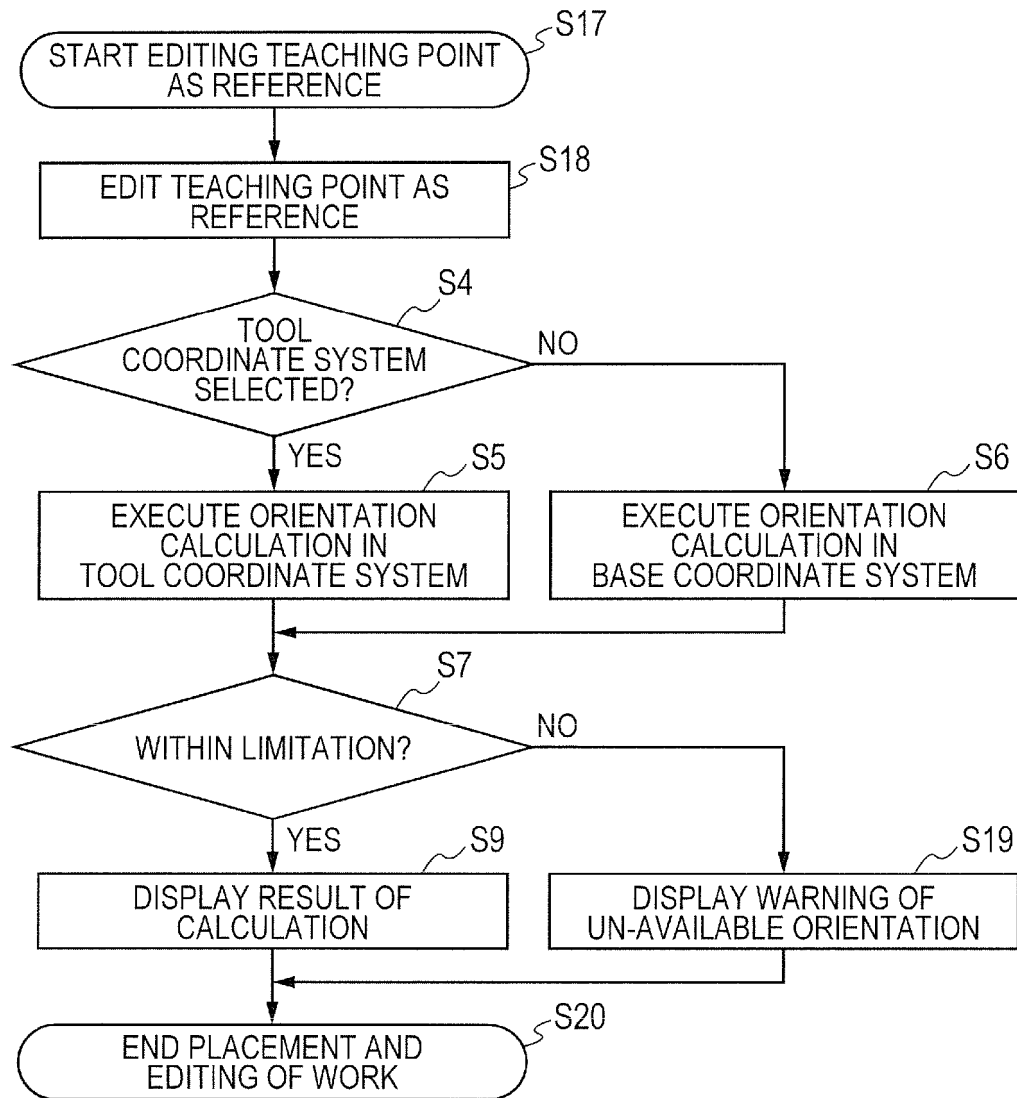 S17
START EDITING TEACHING POINT
AS REFERENCE
S18
EDIT TEACHING POINT AS
REFERENCE
S4
TOOL
COORDINATE SYSTEM
SELECTED?
NO
YES
S5
EXECUTE ORIENTATION
CALCULATION IN
TOOL COORDINATE SYSTEM
S6
EXECUTE ORIENTATION
CALCULATION IN
BASE COORDINATE SYSTEM
S7
WITHIN LIMITATION?
NO
YES
S9
DISPLAY RESULT OF
CALCULATION
S19
DISPLAY WARNING OF
UN-AVAILABLE ORIENTATION
S20
END PLACEMENT AND
EDITING OF WORK